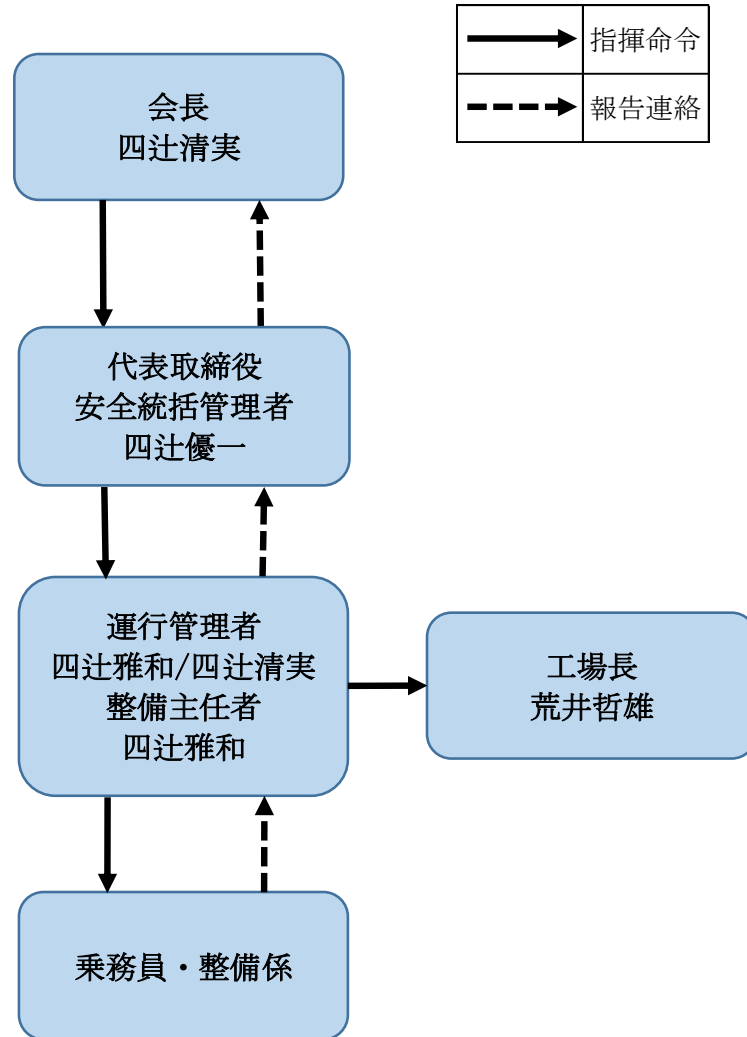 指揮命令
報告連絡
会長
四辻清実
代表取締役
安全統括管理者
四辻優一
運行管理者
四辻雅和/四辻清実
整備主任者
四辻雅和
工場長
荒井哲雄
乗務員・整備係